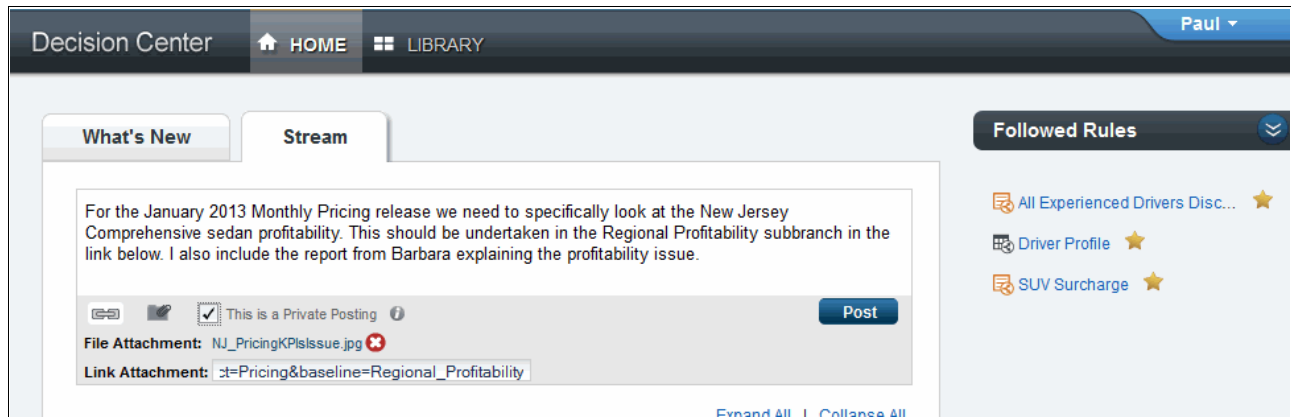 Decision Center HOME LIBRARY Paul
What's New Stream
Followed Rules
For the January 2013 Monthly Pricing release we need to specifically look at the New Jersey
Comprehensive sedan profitability. This should be undertaken in the Regional Profitability subbranch in the
link below. I also include the report from Barbara explaining the profitability issue.
This is a Private Posting Post
File Attachment: NJ_PricingKPIsIssue.jpg
Link Attachment: ct=Pricing&baseline=Regional_Profitability
Expand All | Collapse All
All Experienced Drivers Disc...
Driver Profile
SUV Surcharge